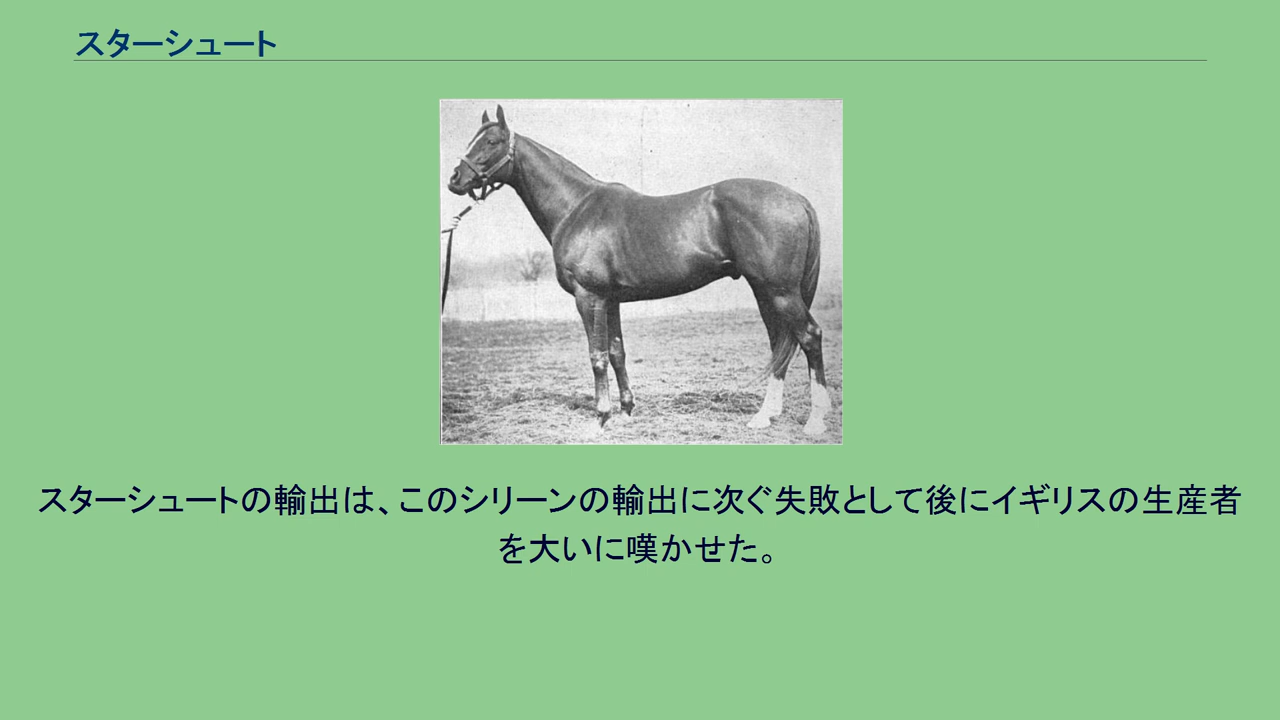 スターシュート
スターシュートの輸出は、このシリーンの輸出に次ぐ失敗として後にイギリスの生産者
を大いに嘆かせた。